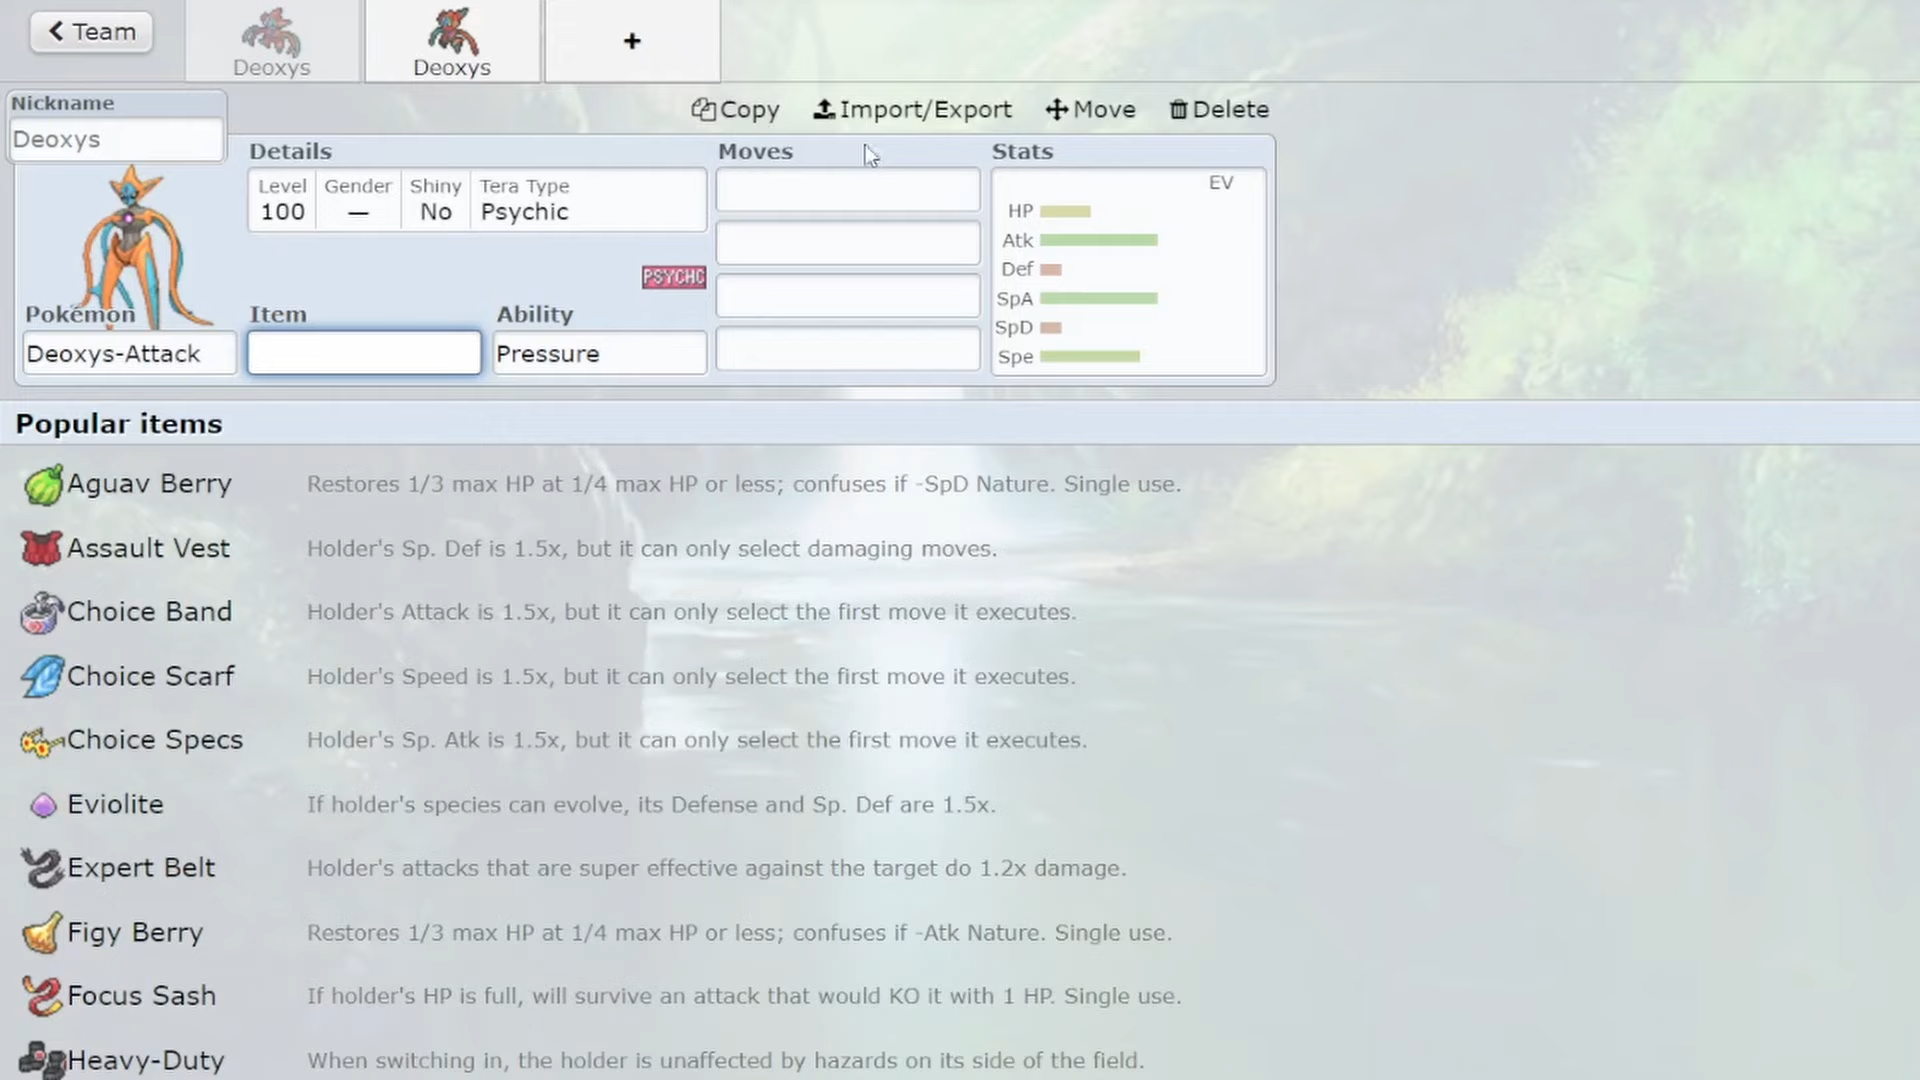 Team
Deoxys
Deoxys
+
Nickname
Deoxys
Copy
Import/Export
Move
Delete
Details
Moves
Stats
Level
Gender
Shiny
Tera Type
100
—
No
Psychic
EV
HP
Atk
Def
SpA
SpD
Spe
PSYCHC
Pokémon
Item
Ability
Deoxys-Attack
Pressure
Popular items
Aguav Berry Restores 1/3 max HP at 1/4 max HP or less; confuses if -SpD Nature. Single use.
Assault Vest Holder's Sp. Def is 1.5x, but it can only select damaging moves.
Choice Band Holder's Attack is 1.5x, but it can only select the first move it executes.
Choice Scarf Holder's Speed is 1.5x, but it can only select the first move it executes.
Choice Specs Holder's Sp. Atk is 1.5x, but it can only select the first move it executes.
Eviolite If holder's species can evolve, its Defense and Sp. Def are 1.5x.
Expert Belt Holder's attacks that are super effective against the target do 1.2x damage.
Figy Berry Restores 1/3 max HP at 1/4 max HP or less; confuses if -Atk Nature. Single use.
Focus Sash If holder's HP is full, will survive an attack that would KO it with 1 HP. Single use.
Heavy-Duty When switching in, the holder is unaffected by hazards on its side of the field.